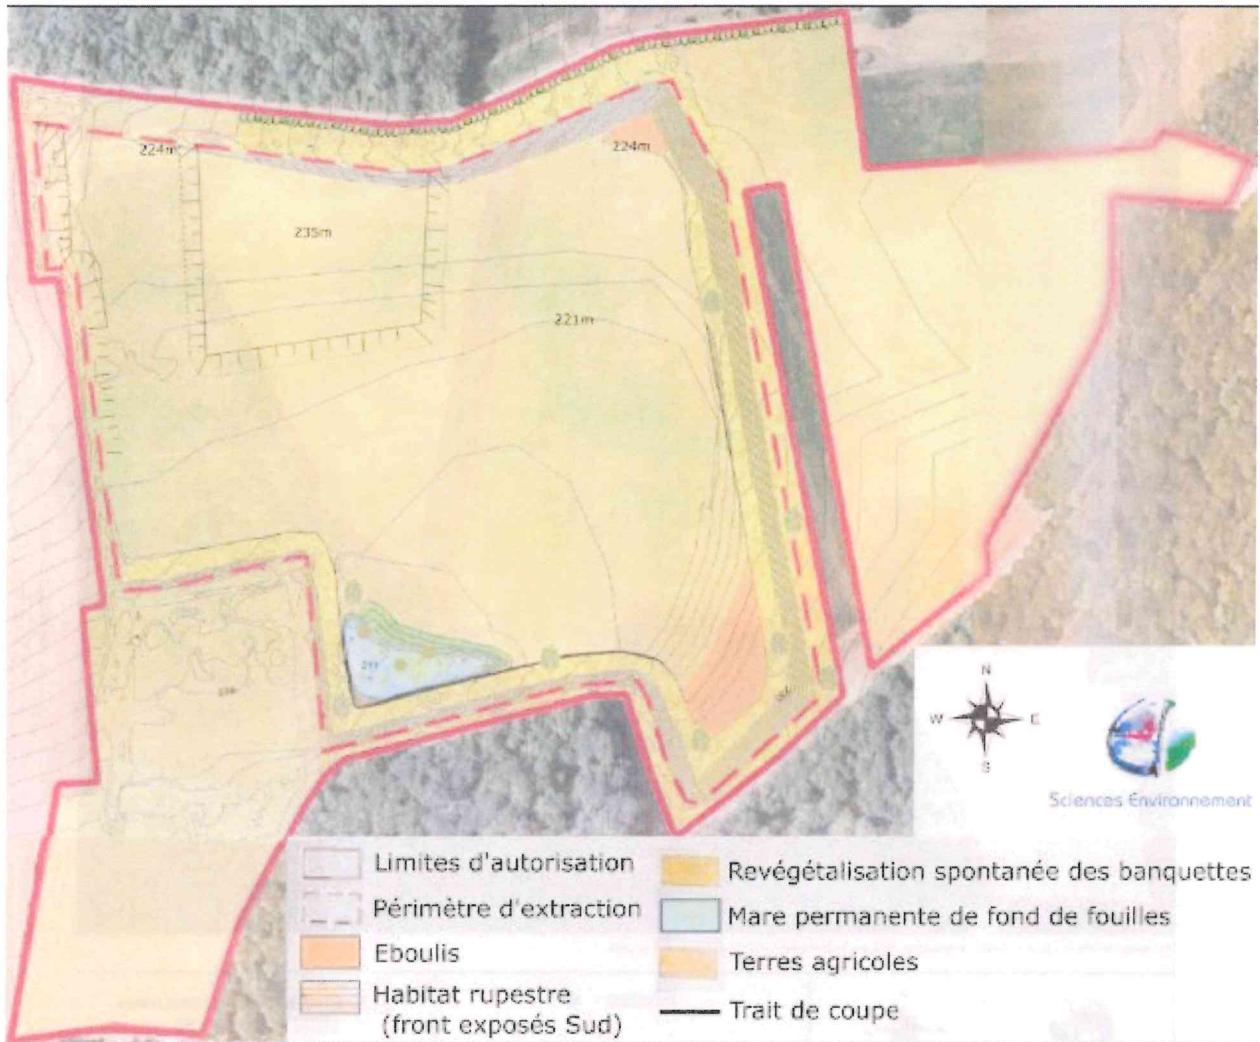 224m
224m
235m
221m
N
W E
S
Sciences Environnement
Limites d'autorisation
Périmètre d'extraction
Eboulis
Habitat rupestre
(front exposés Sud)
Revégétalisation spontanée des banquettes
Mare permanente de fond de fouilles
Terres agricoles
Trait de coupe